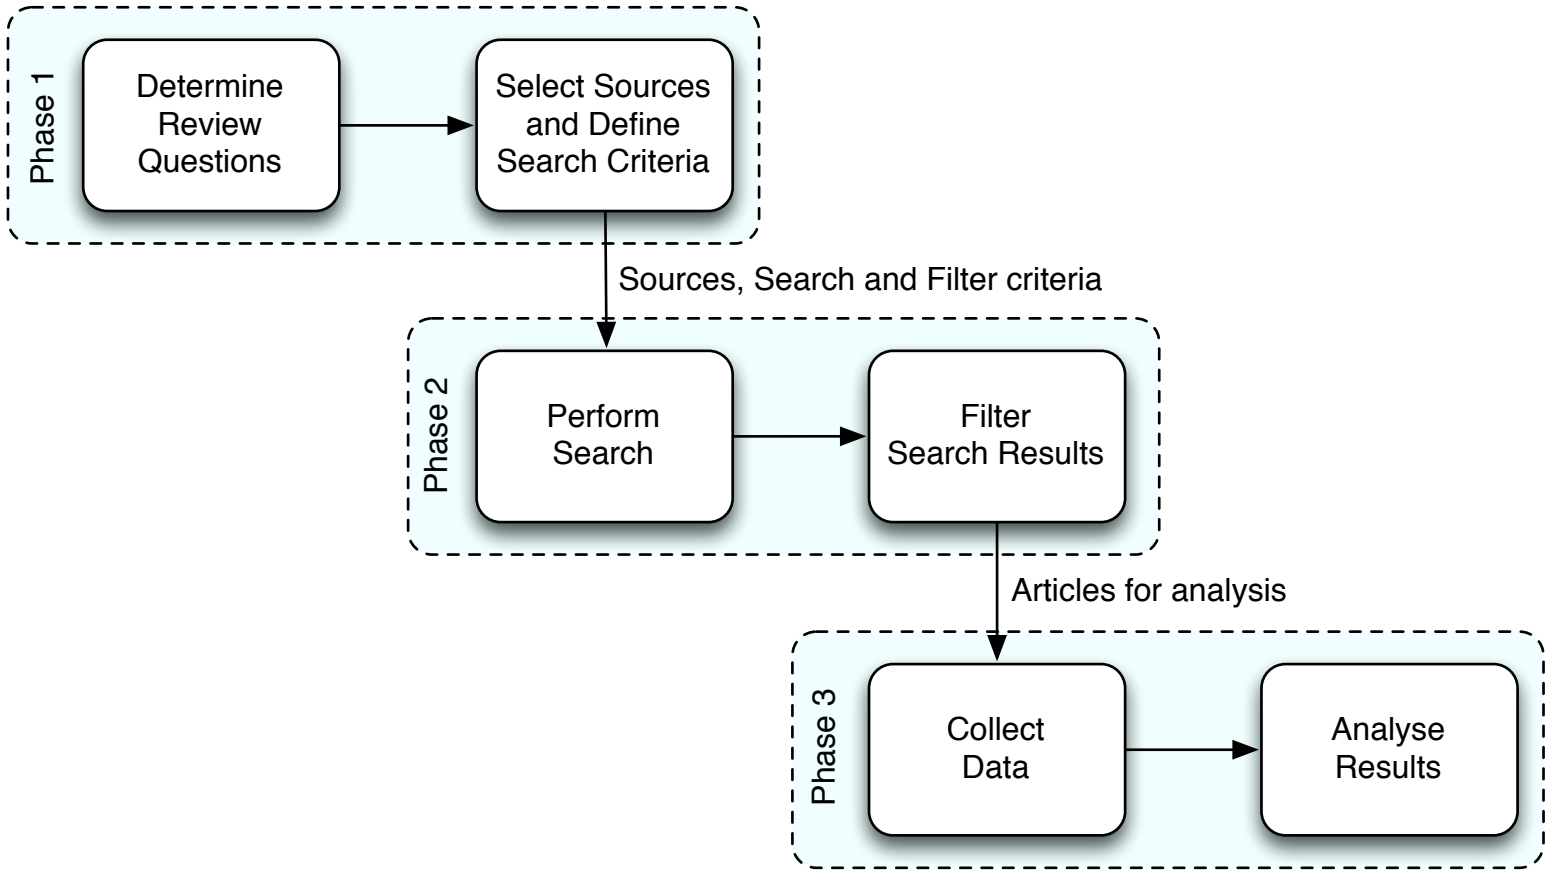 Phase 1
Determine
Review
Questions
Select Sources
and Define
Search Criteria
Sources, Search and Filter criteria
Phase 2
Perform
Search
Filter
Search Results
Articles for analysis
Phase 3
Collect
Data
Analyse
Results